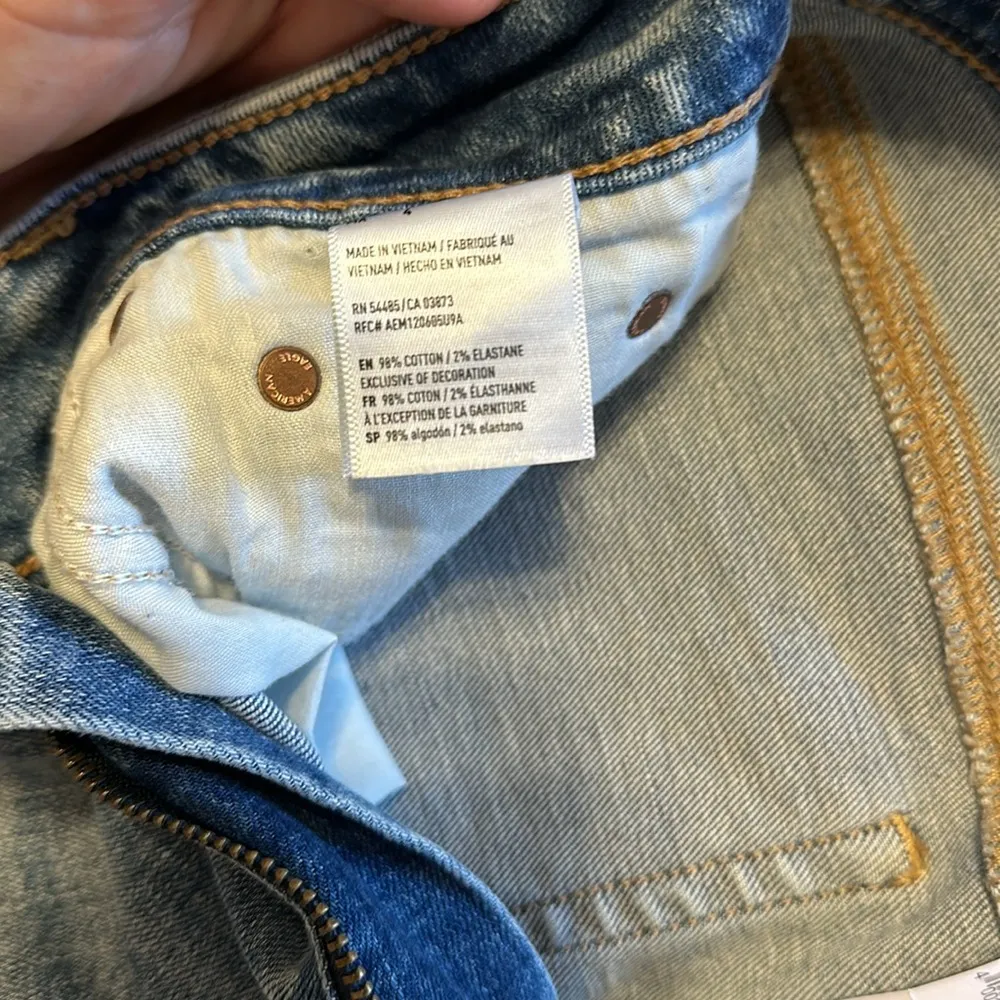 MADE IN VIETNAM / FABRIQUÉ AU
VIETNAM / HECHO EN VIETNAM
RN 54485/CA 03873
RFC# AEM120605U9A
EN 98% COTTON / 2% ELASTANE
EXCLUSIVE OF DECORATION
FR 98% COTON / 2% ÉLASTHANNE
À L'EXCEPTION DE LA GARNITURE
SP 98% algodón / 2% elastano
AMERICAN
EAGLE